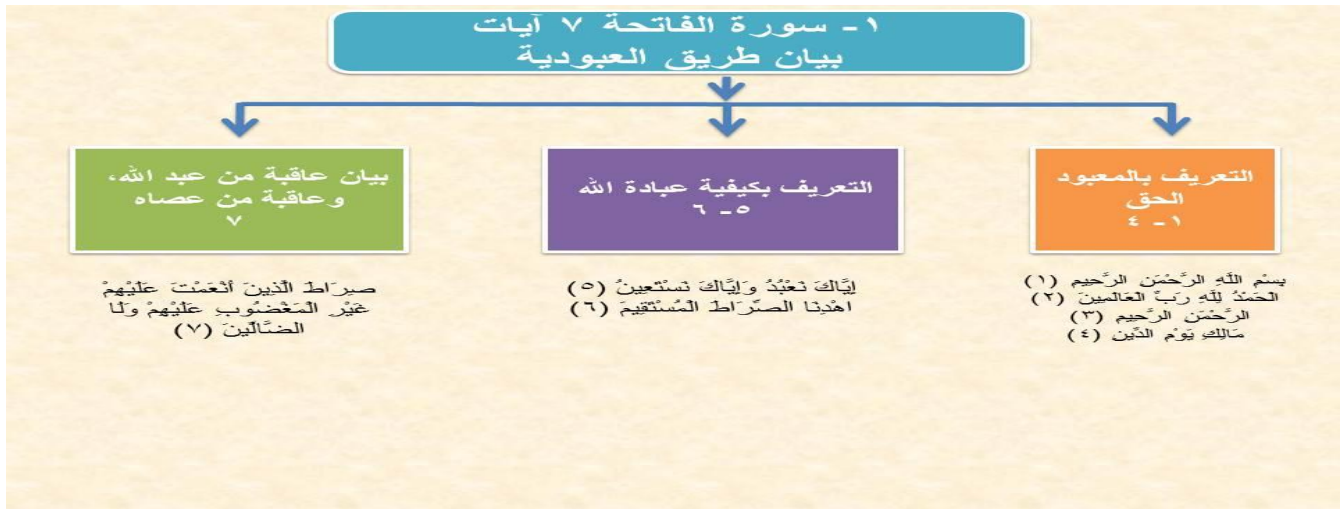 ١- سورة الفاتحة ٧ آيات
بيان طريق العبودية
التعريف بالمعبود
الحق
١ - ٤
بِسْمِ اللَّهِ الرَّحْمَنِ الرَّحِيمِ (١)
الْحَمْدُ لِلَّهِ رَبِّ الْعَالَمِينَ (٢)
الرَّحْمَنِ الرَّحِيمِ (٣)
مَالِكِ يَوْمِ الدِّينِ (٤)
التعريف بكيفية عبادة الله
٥- ٦
إِيَّاكَ نَعْبُدُ وَإِيَّاكَ نَسْتَعِينُ (٥)
اهْدِنَا الصِّرَاطَ الْمُسْتَقِيمَ (٦)
بيان عاقبة من عبد الله،
وعاقبة من عصاه
٧
صِرَاطَ الَّذِينَ أَنْعَمْتَ عَلَيْهِمْ
غَيْرِ الْمَغْضُوبِ عَلَيْهِمْ وَلَا
الضَّالِّينَ (٧)